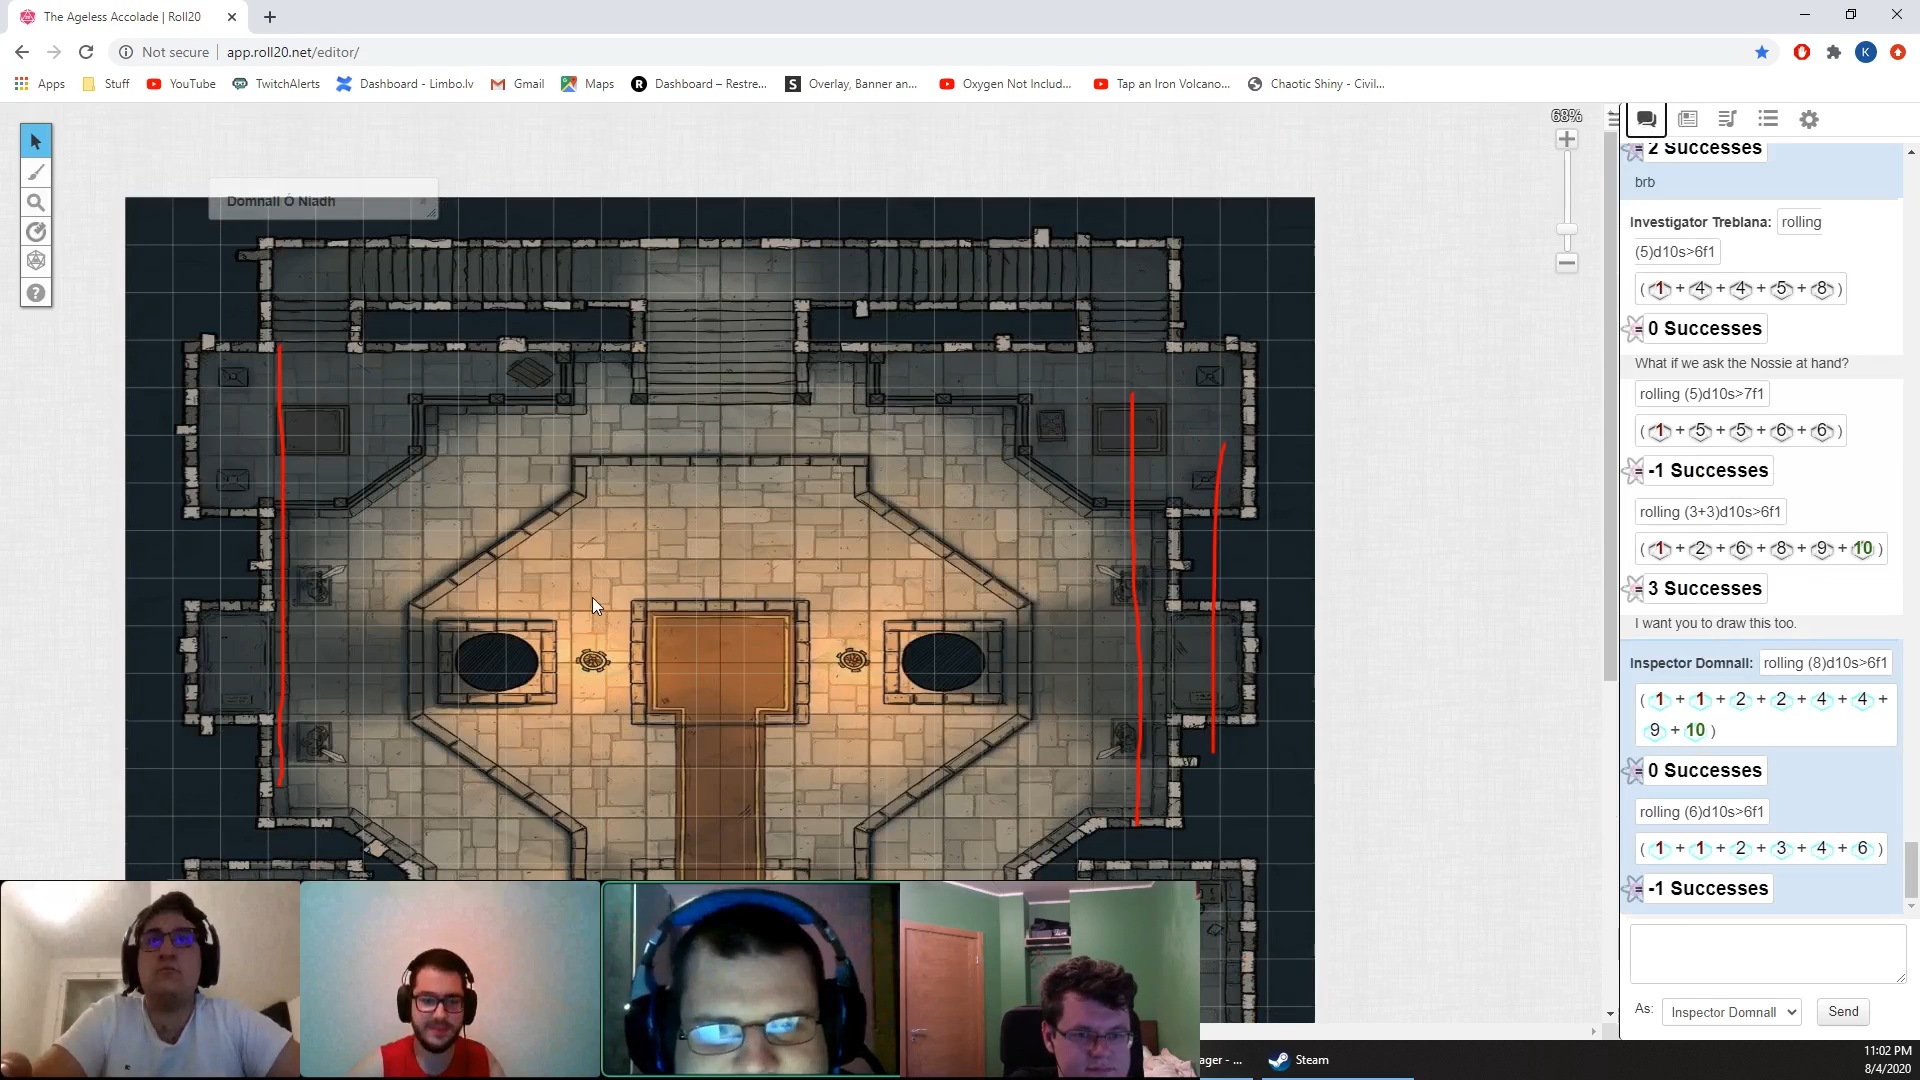 The Ageless Accolade | Roll20
Not secure
app.roll20.net/editor/
K
Apps
Stuff
YouTube
TwitchAlerts
Dashboard - Limbo.lv
Gmail
Maps
Dashboard – Restre...
Overlay, Banner an...
Oxygen Not Includ...
Tap an Iron Volcano...
Chaotic Shiny - Civil...
68%
Domnall Ó Niadh
= 2 Successes
brb
Investigator Treblana: rolling
(5)d10s>6f1
(1+4+4+5+8)
= 0 Successes
What if we ask the Nossie at hand?
rolling (5)d10s>7f1
(1+5+5+6+6)
= -1 Successes
rolling (3+3)d10s>6f1
(1+2+6+8+9+10)
= 3 Successes
I want you to draw this too.
Inspector Domnall: rolling (8)d10s>6f1
(1+1+2+2+4+4+
9+10)
= 0 Successes
rolling (6)d10s>6f1
(1+1+2+3+4+6)
= -1 Successes
As: Inspector Domnall Send
ager - ...
Steam
11:02 PM
8/4/2020